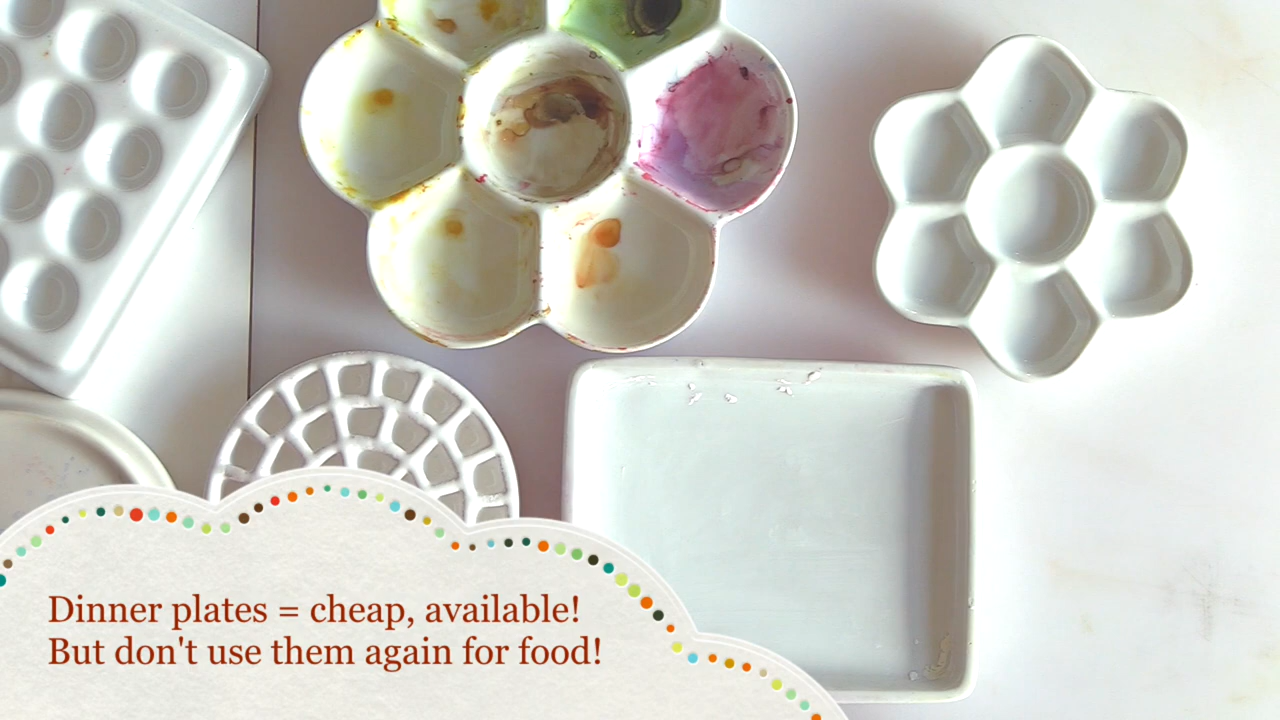 Dinner plates = cheap, available!
But don't use them again for food!